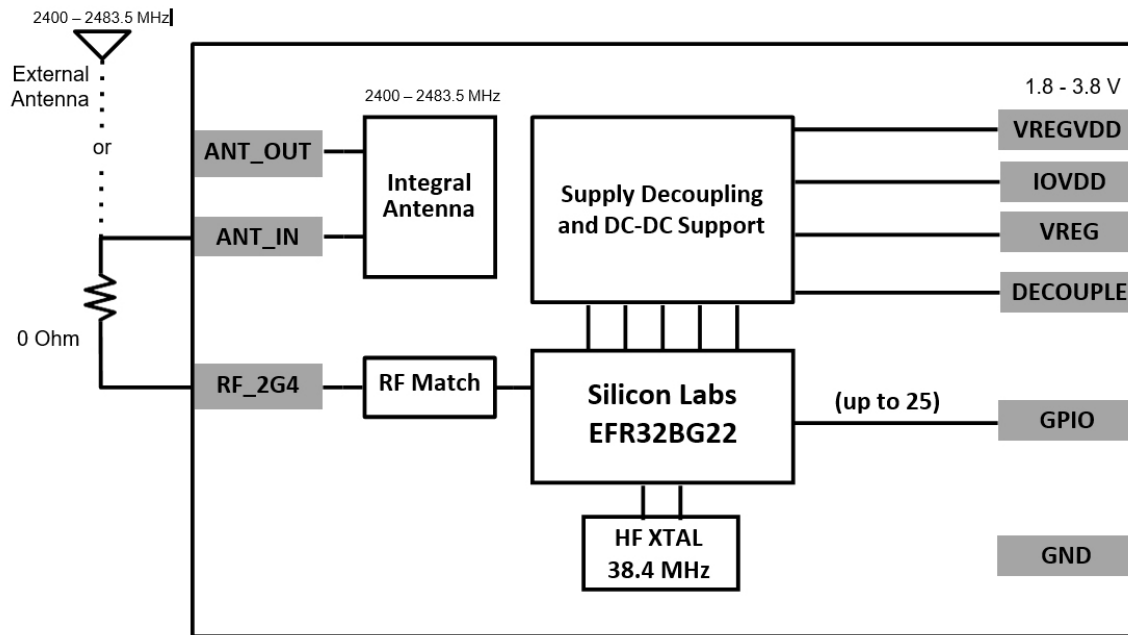 2400 – 2483.5 MHz
External
Antenna
or
0 Ohm
ANT_OUT
ANT_IN
RF_2G4
2400 – 2483.5 MHz
Integral
Antenna
RF Match
Supply Decoupling
and DC-DC Support
Silicon Labs
EFR32BG22
HF XTAL
38.4 MHz
1.8 - 3.8 V
VREGVDD
IOVDD
VREG
DECOUPLE
(up to 25)
GPIO
GND